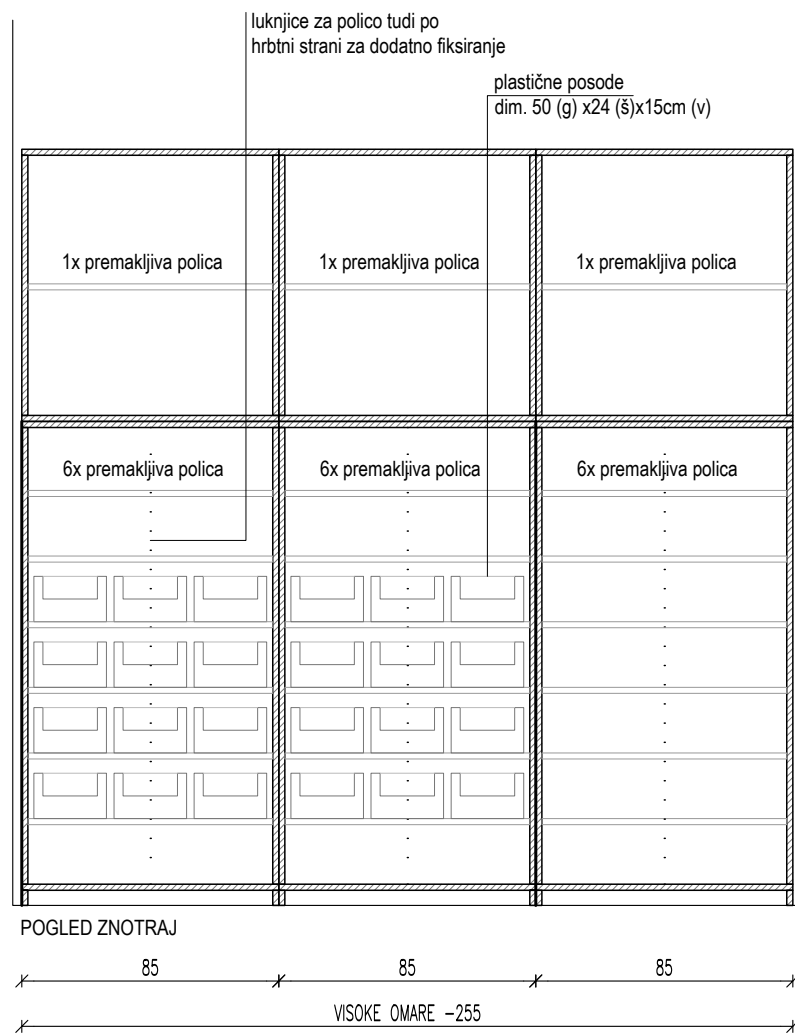 luknjice za polico tudi po
hrbtni strani za dodatno fiksiranje
plastične posode
dim. 50 (g) x24 (š)x15cm (v)
1x premakljiva polica
1x premakljiva polica
1x premakljiva polica
6x premakljiva polica
6x premakljiva polica
6x premakljiva polica
POGLED ZNOTRAJ
85
85
85
VISOKE OMARE -255